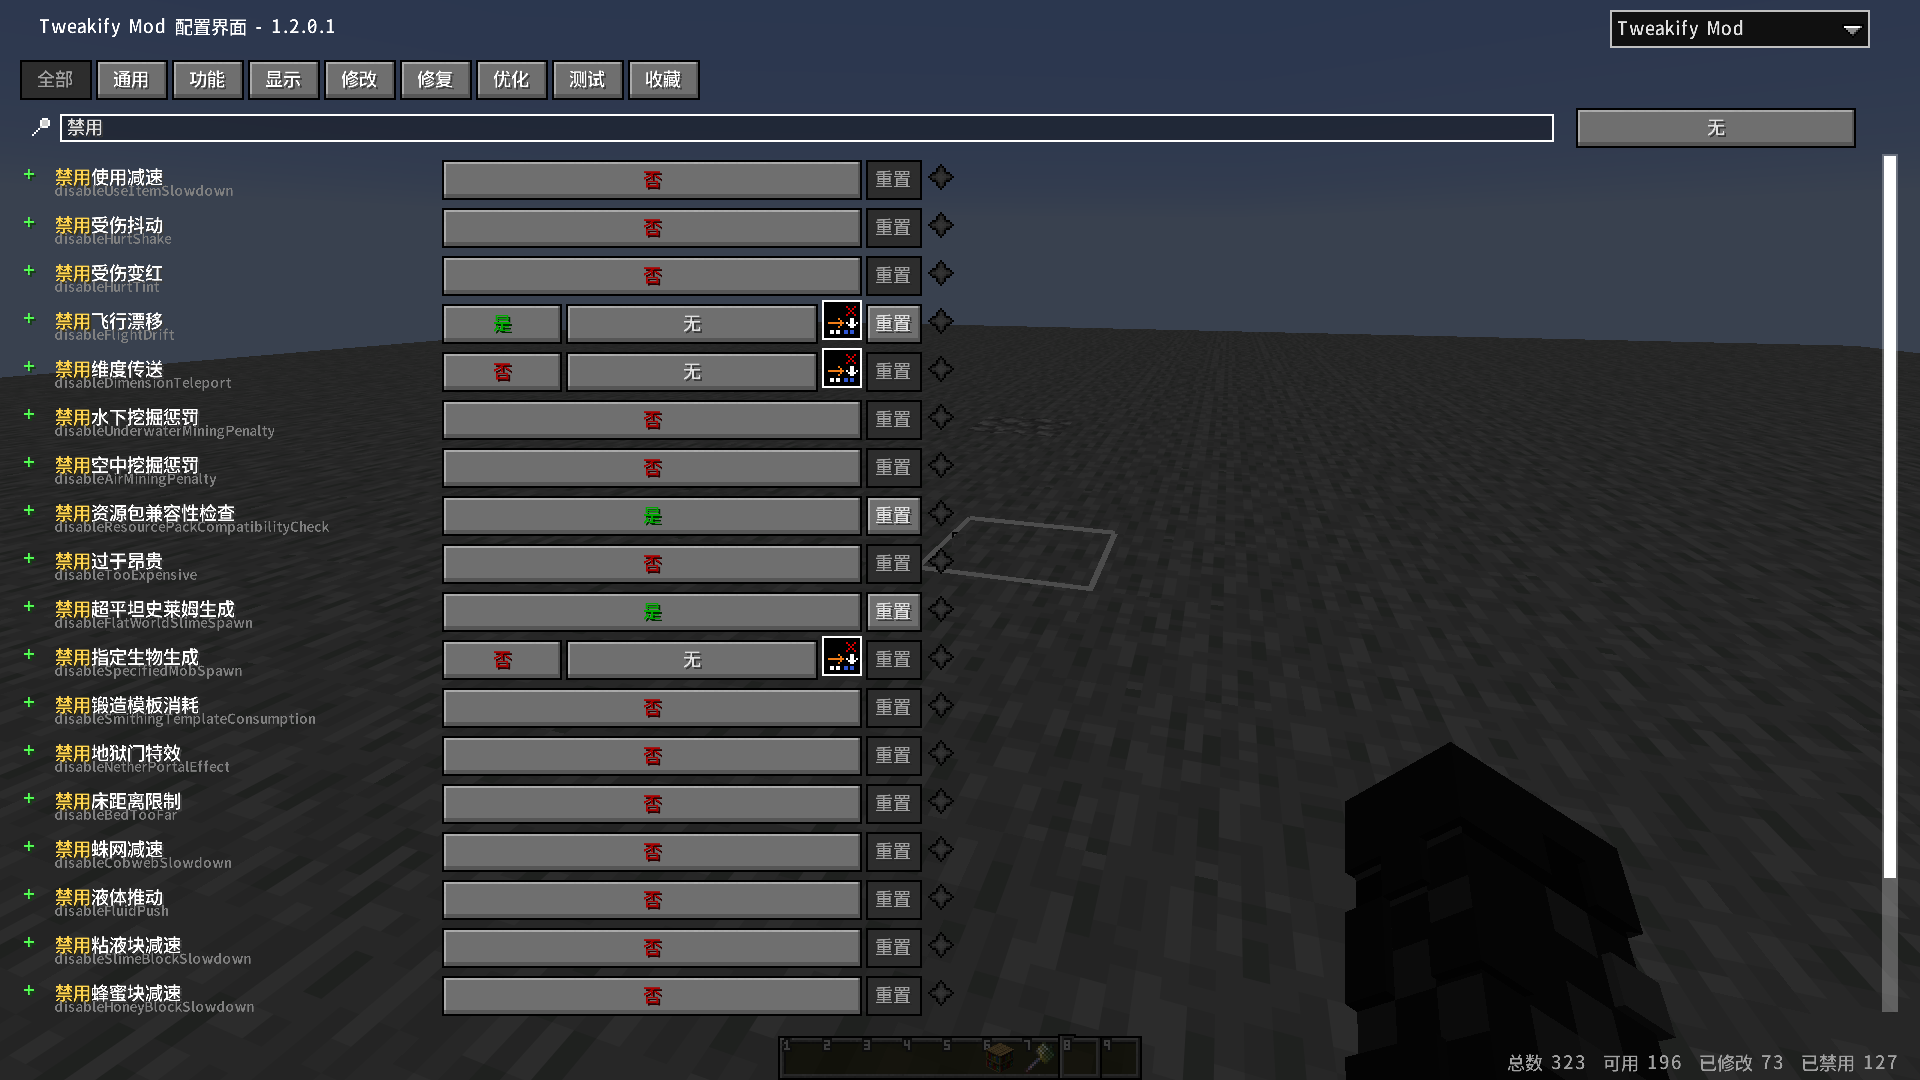 Tweakify Mod 配置界面 - 1.2.0.1
Tweakify Mod
全部 通用 功能 显示 修改 修复 优化 测试 收藏
禁用
无
+ 禁用使用减速 否 重置
disableUseItemSlowdown
+ 禁用受伤抖动 否 重置
disableHurtShake
+ 禁用受伤变红 否 重置
disableHurtTint
+ 禁用飞行漂移 是 无 重置
disableFlightDrift
+ 禁用维度传送 否 无 重置
disableDimensionTeleport
+ 禁用水下挖掘惩罚 否 重置
disableUnderwaterMiningPenalty
+ 禁用空中挖掘惩罚 否 重置
disableAirMiningPenalty
+ 禁用资源包兼容性检查 是 重置
disableResourcePackCompatibilityCheck
+ 禁用过于昂贵 否 重置
disableTooExpensive
+ 禁用超平坦史莱姆生成 是 重置
disableFlatWorldSlimeSpawn
+ 禁用指定生物生成 否 无 重置
disableSpecifiedMobSpawn
+ 禁用锻造模板消耗 否 重置
disableSmithingTemplateConsumption
+ 禁用地狱门特效 否 重置
disableNetherPortalEffect
+ 禁用床距离限制 否 重置
disableBedTooFar
+ 禁用蛛网减速 否 重置
disableCobwebSlowdown
+ 禁用液体推动 否 重置
disableFluidPush
+ 禁用粘液块减速 否 重置
disableSlimeBlockSlowdown
+ 禁用蜂蜜块减速 否 重置
disableHoneyBlockSlowdown
1 2 3 4 5 6 7 8 9
总数 323 可用 196 已修改 73 已禁用 127